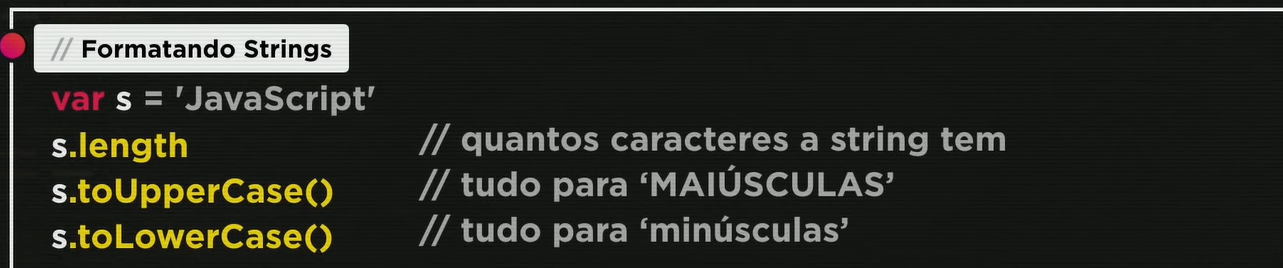 // Formatando Strings
var s = 'JavaScript'
s.length // quantos caracteres a string tem
s.toUpperCase() // tudo para ‘MAIÚSCULAS’
s.toLowerCase() // tudo para ‘minúsculas’